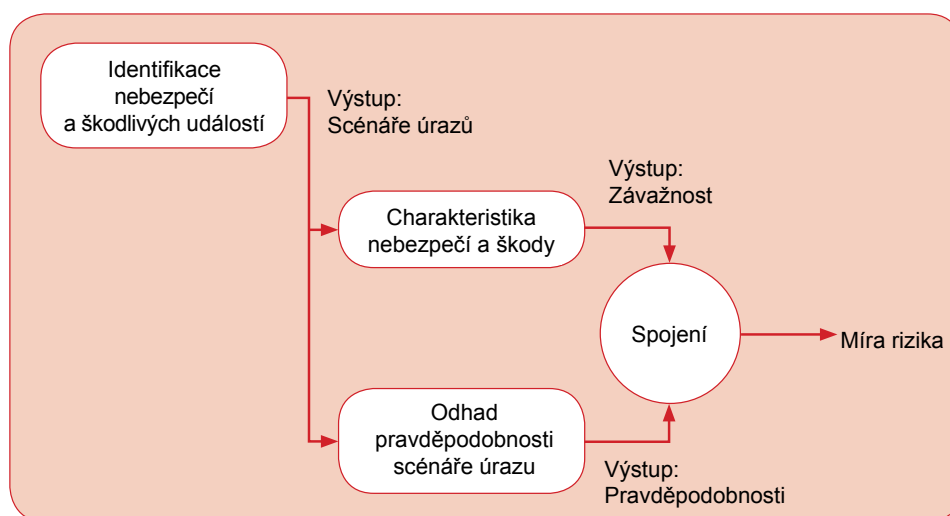 Identifikace
nebezpečí
a škodlivých událostí
Výstup:
Scénáře úrazů
Charakteristika
nebezpečí a škody
Výstup:
Závažnost
Spojení
Míra rizika
Odhad
pravděpodobnosti
scénáře úrazu
Výstup:
Pravděpodobnosti